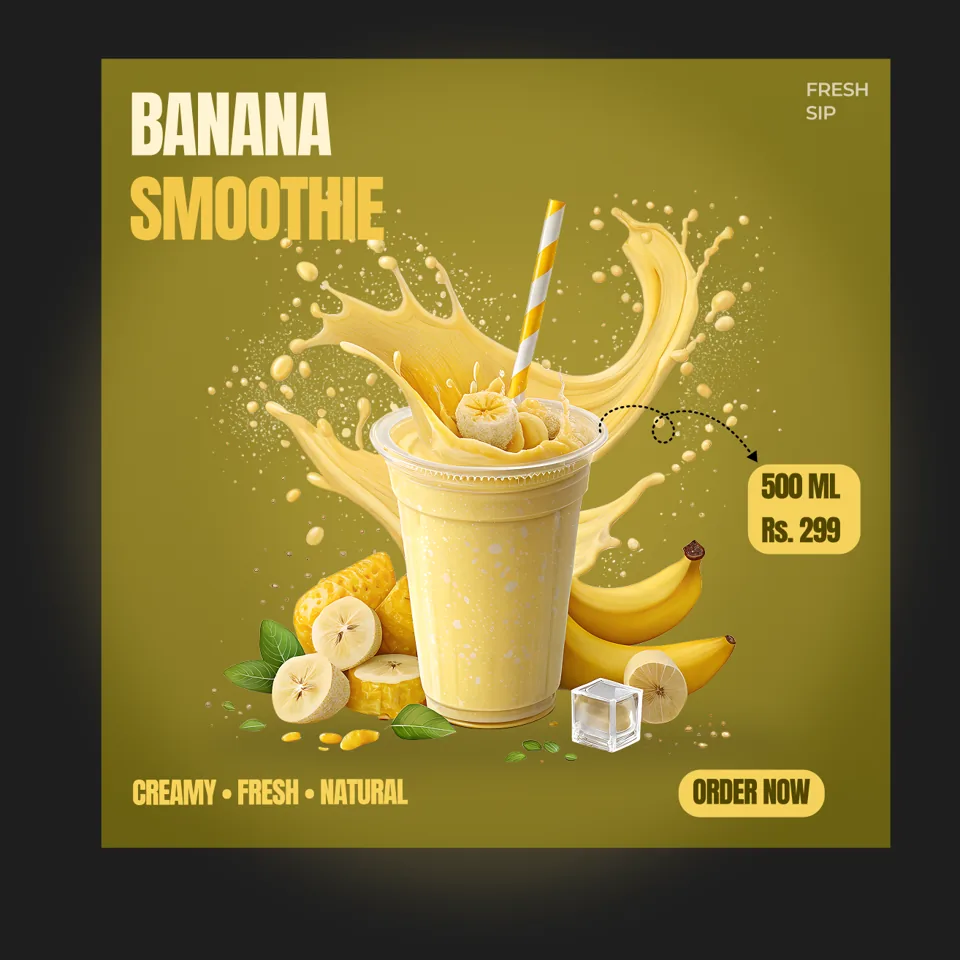 BANANA
SMOOTHIE
FRESH
SIP
500 ML
Rs. 299
CREAMY • FRESH • NATURAL
ORDER NOW